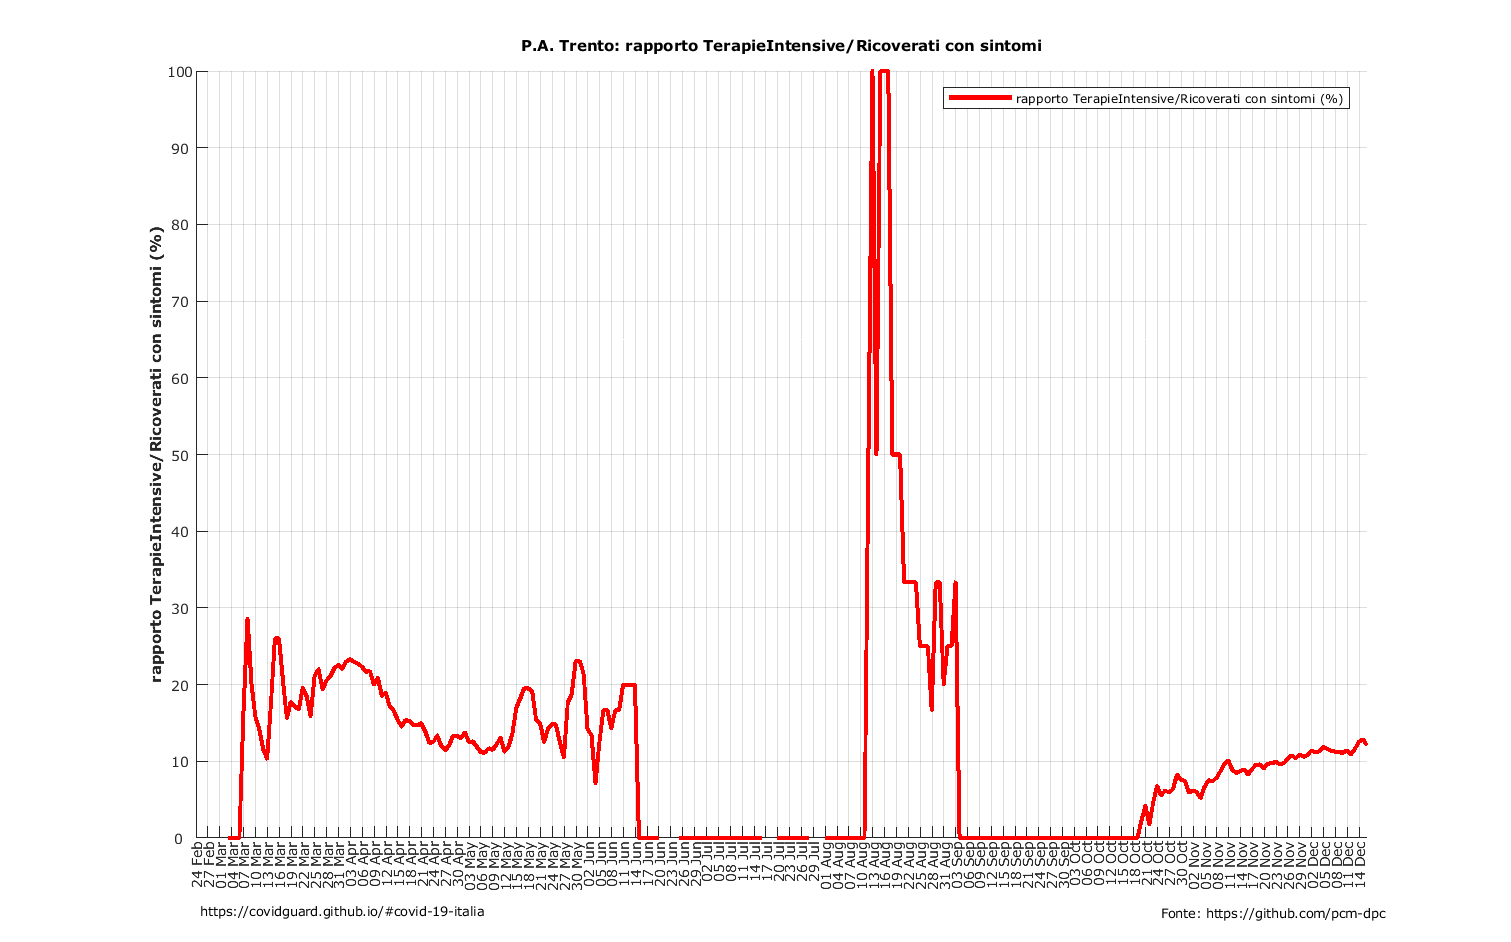 P.A. Trento: rapporto TerapieIntensive/Ricoverati con sintomi
rapporto TerapieIntensive/Ricoverati con sintomi (%)
rapporto TerapieIntensive/Ricoverati con sintomi (%)
100
90
80
70
60
50
40
30
20
10
0
24 Feb
27 Feb
01 Mar
04 Mar
07 Mar
10 Mar
13 Mar
16 Mar
19 Mar
22 Mar
25 Mar
28 Mar
31 Mar
03 Apr
06 Apr
09 Apr
12 Apr
15 Apr
18 Apr
21 Apr
24 Apr
27 Apr
30 Apr
03 May
06 May
09 May
12 May
15 May
18 May
21 May
24 May
27 May
30 May
02 Jun
05 Jun
08 Jun
11 Jun
14 Jun
17 Jun
20 Jun
23 Jun
26 Jun
29 Jun
02 Jul
05 Jul
08 Jul
11 Jul
14 Jul
17 Jul
20 Jul
23 Jul
26 Jul
29 Jul
01 Aug
04 Aug
07 Aug
10 Aug
13 Aug
16 Aug
19 Aug
22 Aug
25 Aug
28 Aug
31 Aug
03 Sep
06 Sep
09 Sep
12 Sep
15 Sep
18 Sep
21 Sep
24 Sep
27 Sep
30 Sep
03 Oct
06 Oct
09 Oct
12 Oct
15 Oct
18 Oct
21 Oct
24 Oct
27 Oct
30 Oct
02 Nov
05 Nov
08 Nov
11 Nov
14 Nov
17 Nov
20 Nov
23 Nov
26 Nov
29 Nov
02 Dec
05 Dec
08 Dec
11 Dec
14 Dec
https://covidguard.github.io/#covid-19-italia
Fonte: https://github.com/pcm-dpc